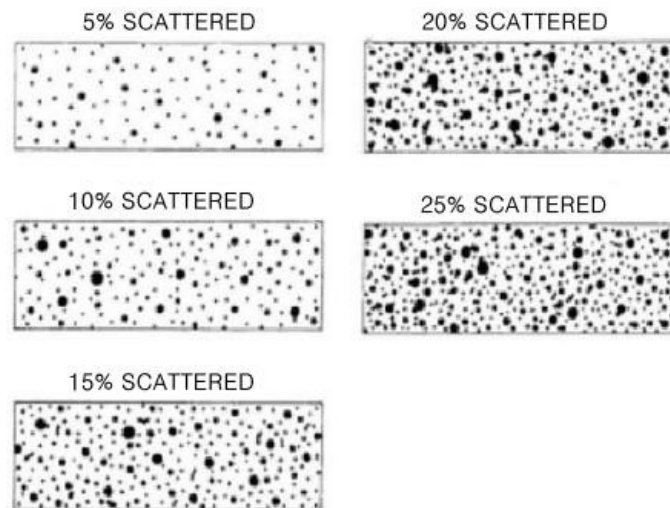 5% SCATTERED
20% SCATTERED
10% SCATTERED
25% SCATTERED
15% SCATTERED